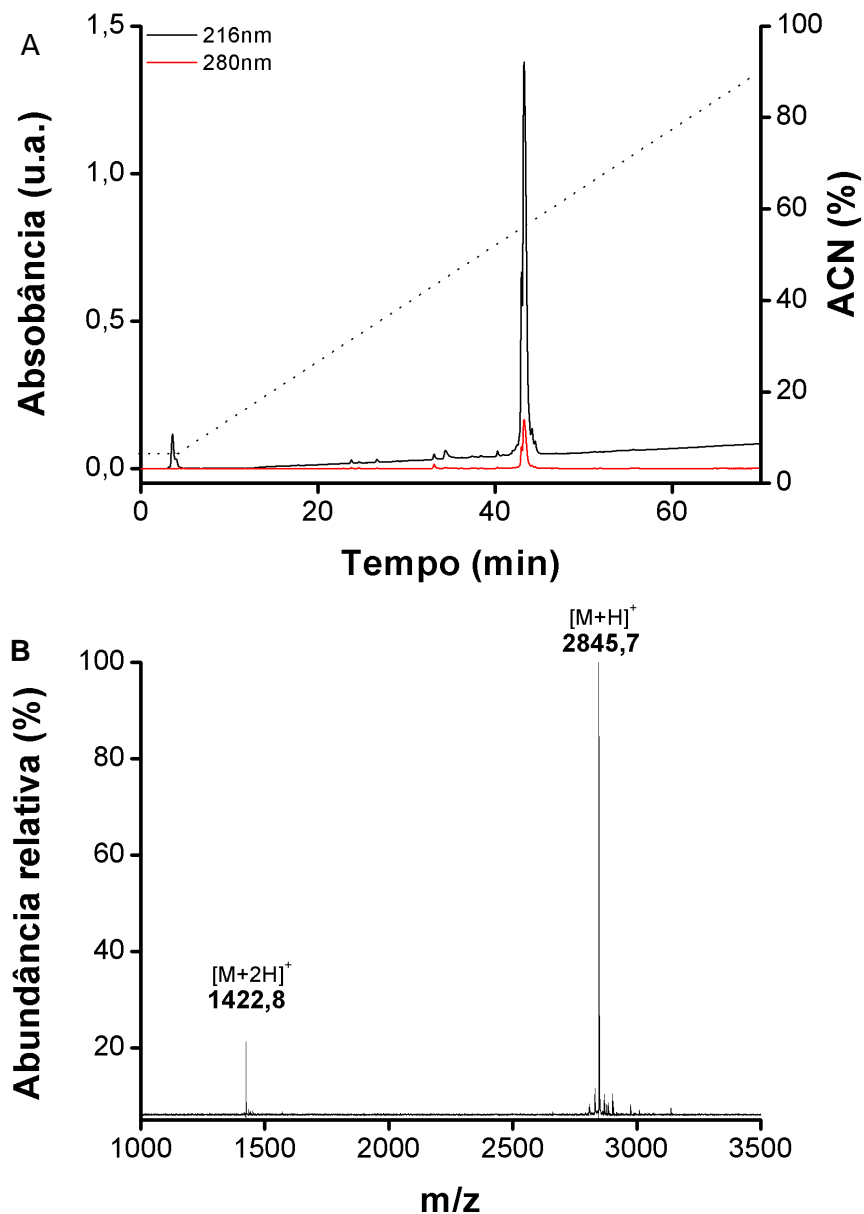 A
216nm
280nm
1,5
1,0
0,5
0,0
Absobância (u.a.)
100
80
60
40
20
0
ACN (%)
0 20 40 60
Tempo (min)
B
[M+H]+
2845,7
[M+2H]+
1422,8
100
80
60
40
20
Abundância relativa (%)
1000 1500 2000 2500 3000 3500
m/z